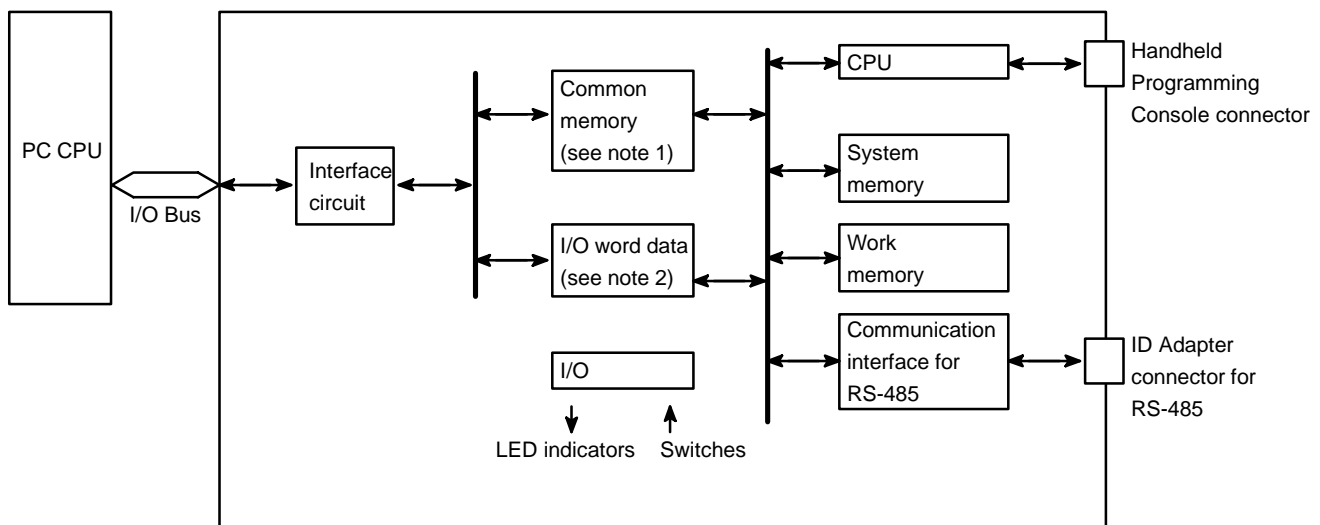 PC CPU
I/O Bus
Interface
circuit
Common
memory
(see note 1)
I/O word data
(see note 2)
I/O
LED indicators
Switches
CPU
System
memory
Work
memory
Communication
interface for
RS-485
Handheld
Programming
Console connector
ID Adapter
connector for
RS-485